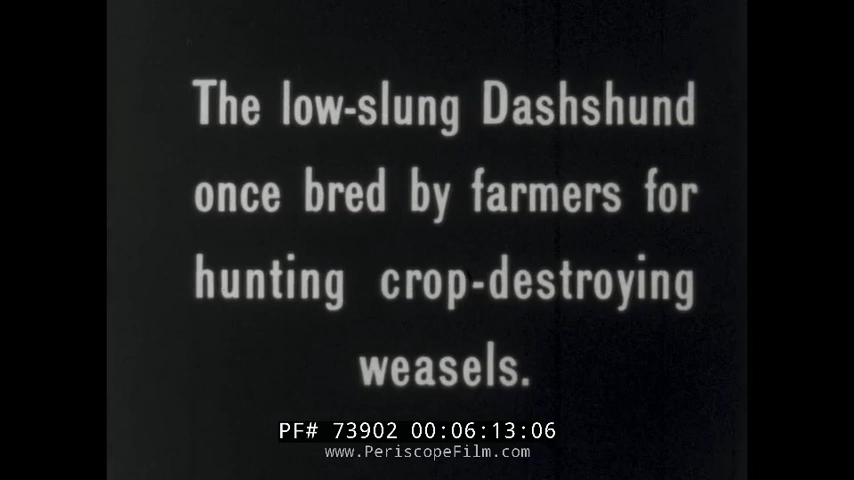 The low-slung Dashshund
once bred by farmers for
hunting crop-destroying
weasels.
PF# 73902 00:06:13:06
www.PeriscopeFilm.com